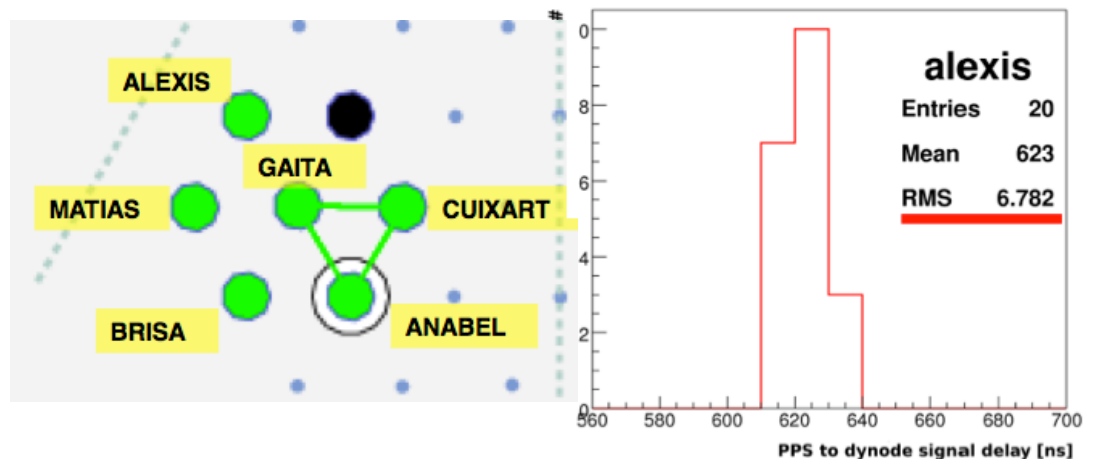 ALEXIS
GAITA
MATIAS
CUIXART
BRISA
ANABEL
#
0
8
6
4
2
0
560 580 600 620 640 660 680 700
PPS to dynode signal delay [ns]
alexis
Entries 20
Mean 623
RMS 6.782